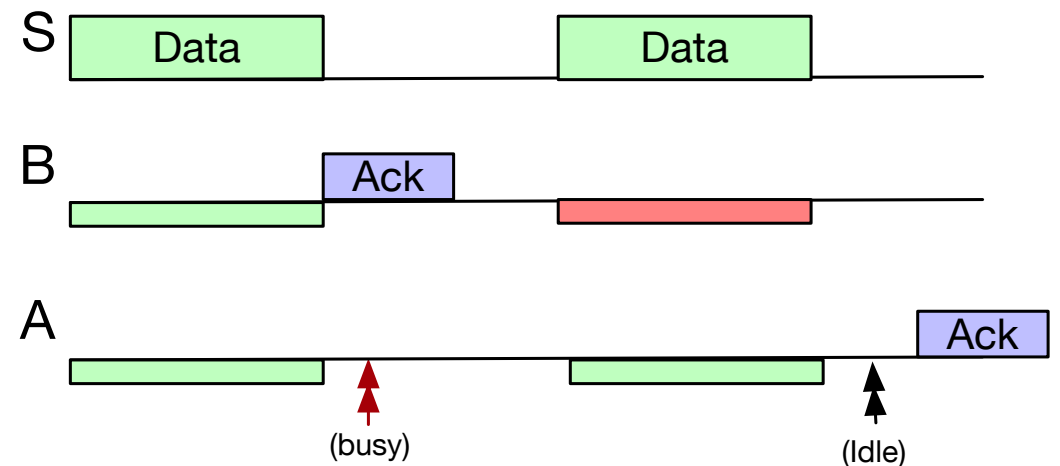 S
Data
Data
B
Ack
A
Ack
(busy)
(Idle)